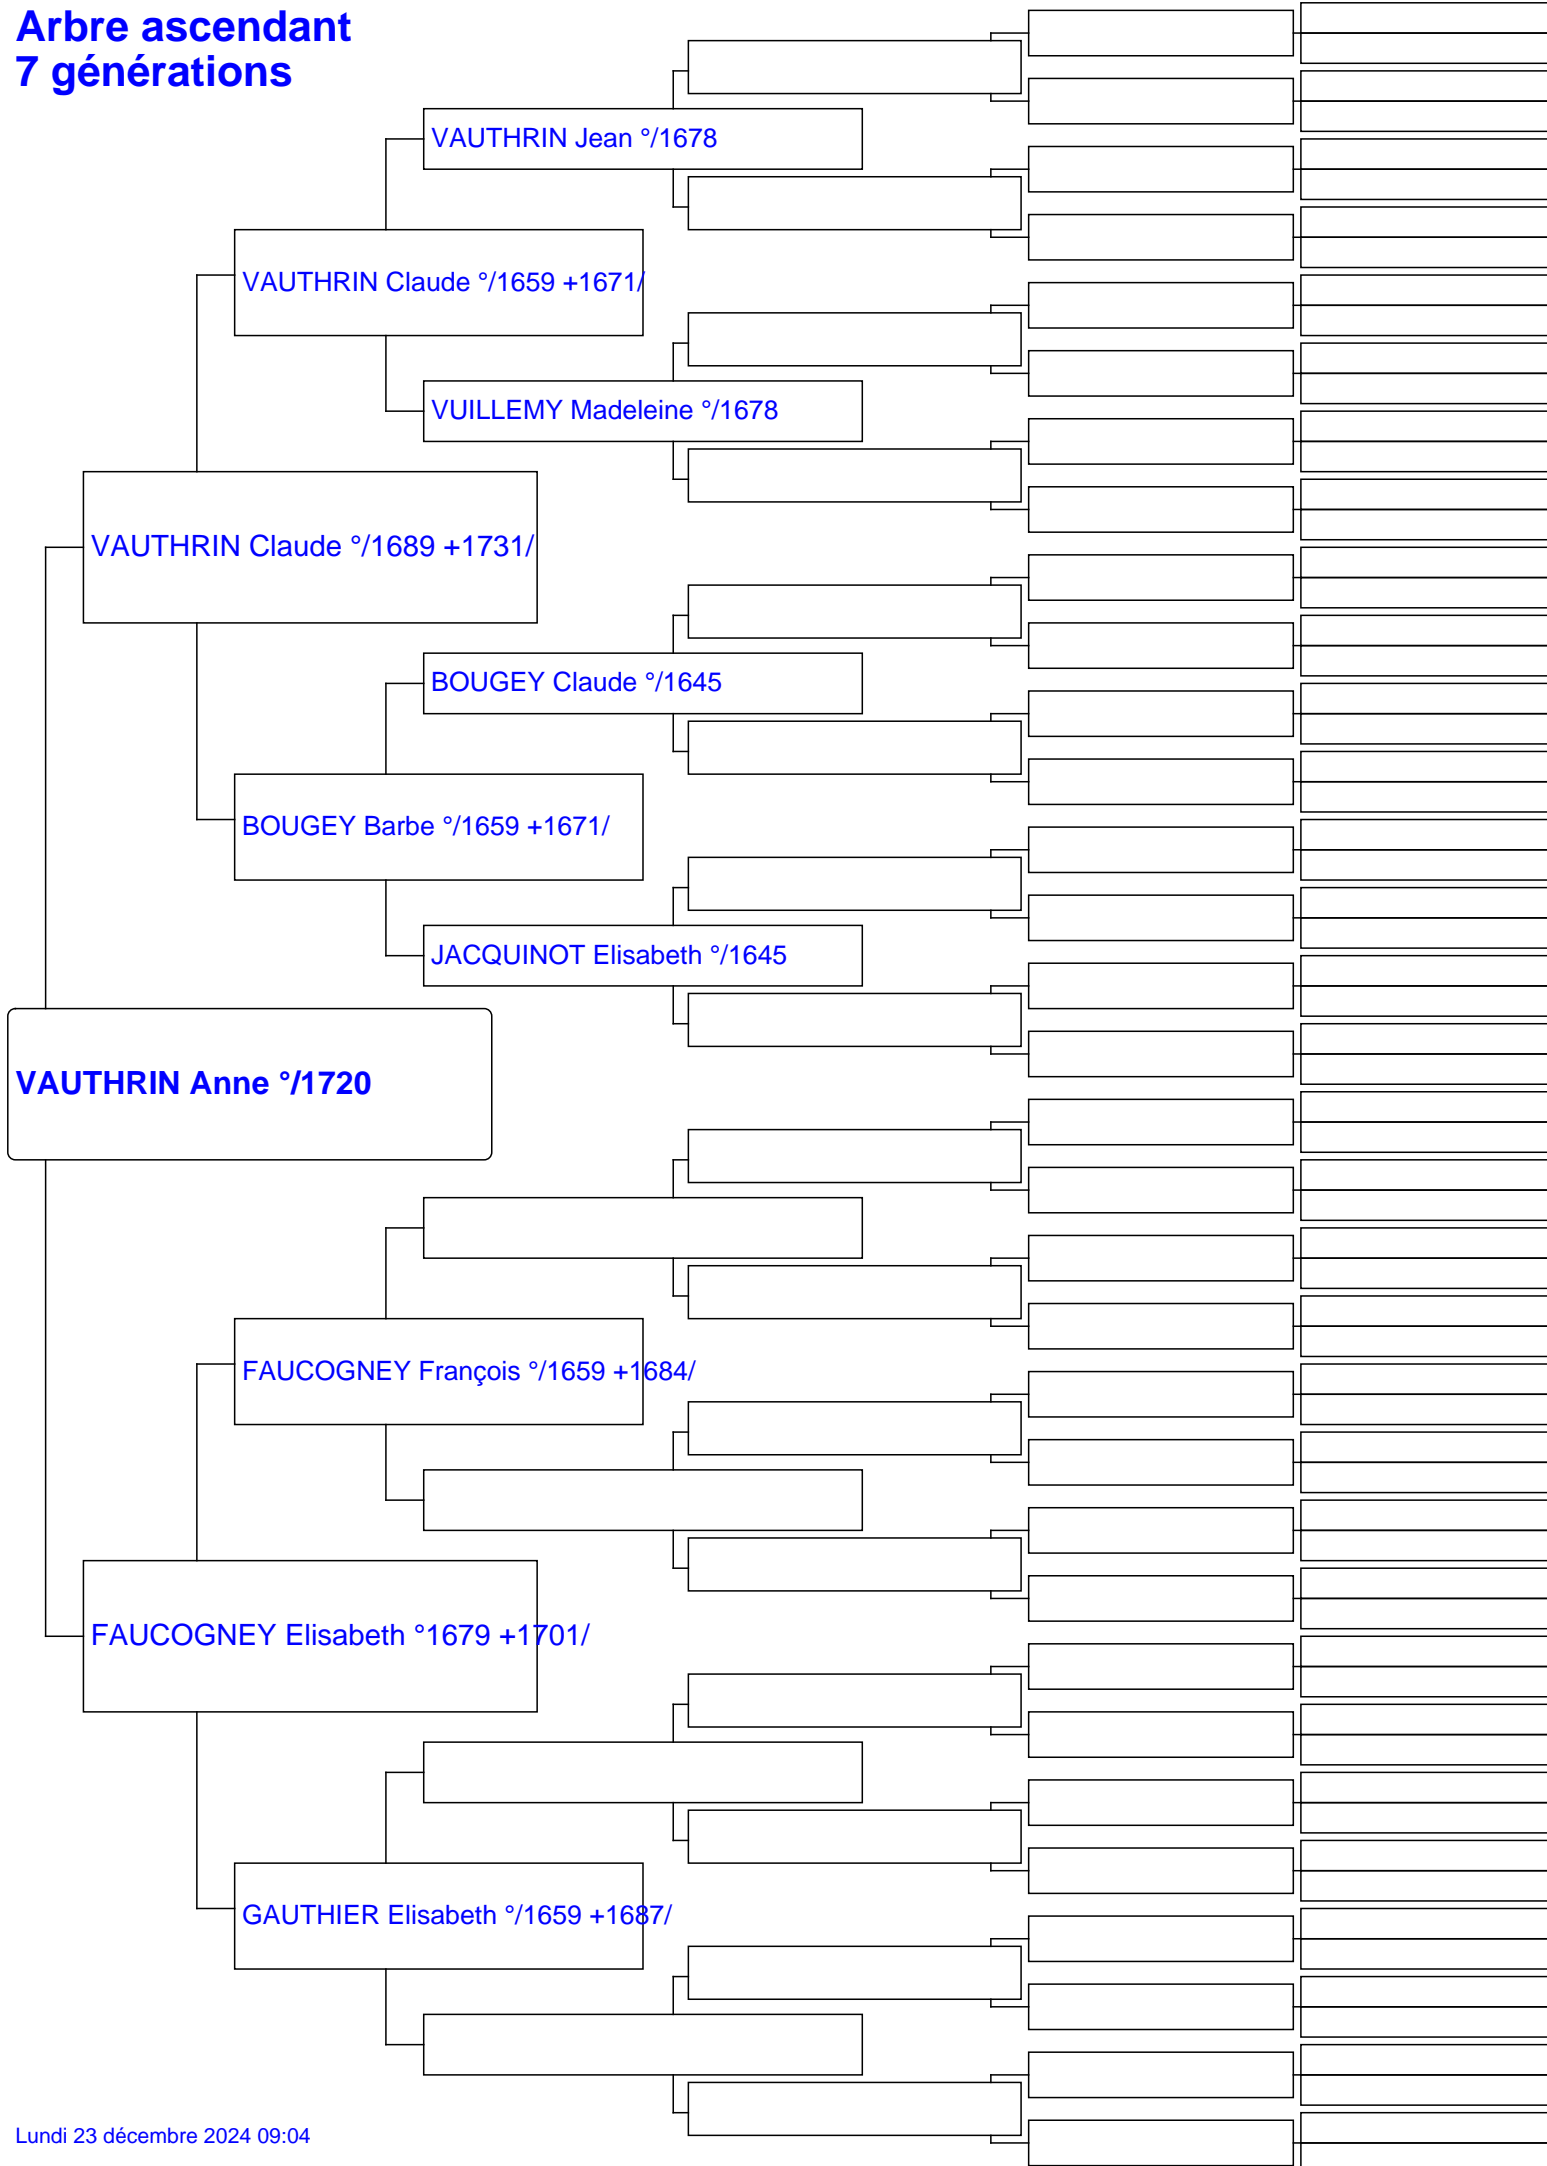 Arbre ascendant
7 générations
VAUTHRIN Jean °/1678
VAUTHRIN Claude °/1659 +1671/
VUILLEMY Madeleine °/1678
VAUTHRIN Claude °/1689 +1731/
BOUGEY Claude °/1645
BOUGEY Barbe °/1659 +1671/
JACQUINOT Elisabeth °/1645
VAUTHRIN Anne °/1720
FAUCOGNEY François °/1659 +1684/
FAUCOGNEY Elisabeth °1679 +1701/
GAUTHIER Elisabeth °/1659 +1687/
Lundi 23 décembre 2024 09:04